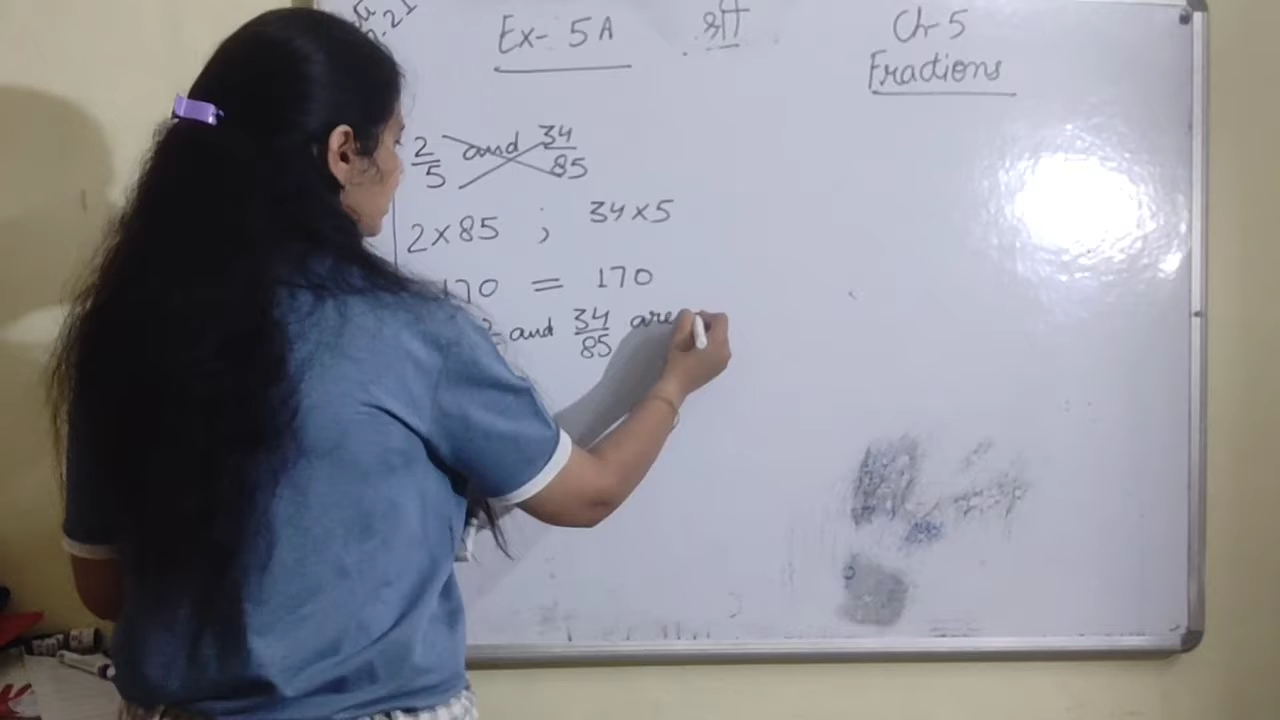 Ex- 5A
श्री
Ch-5
Fractions
2/5 and 34/85
2×85 ; 34×5
170 = 170
and 34/85 are